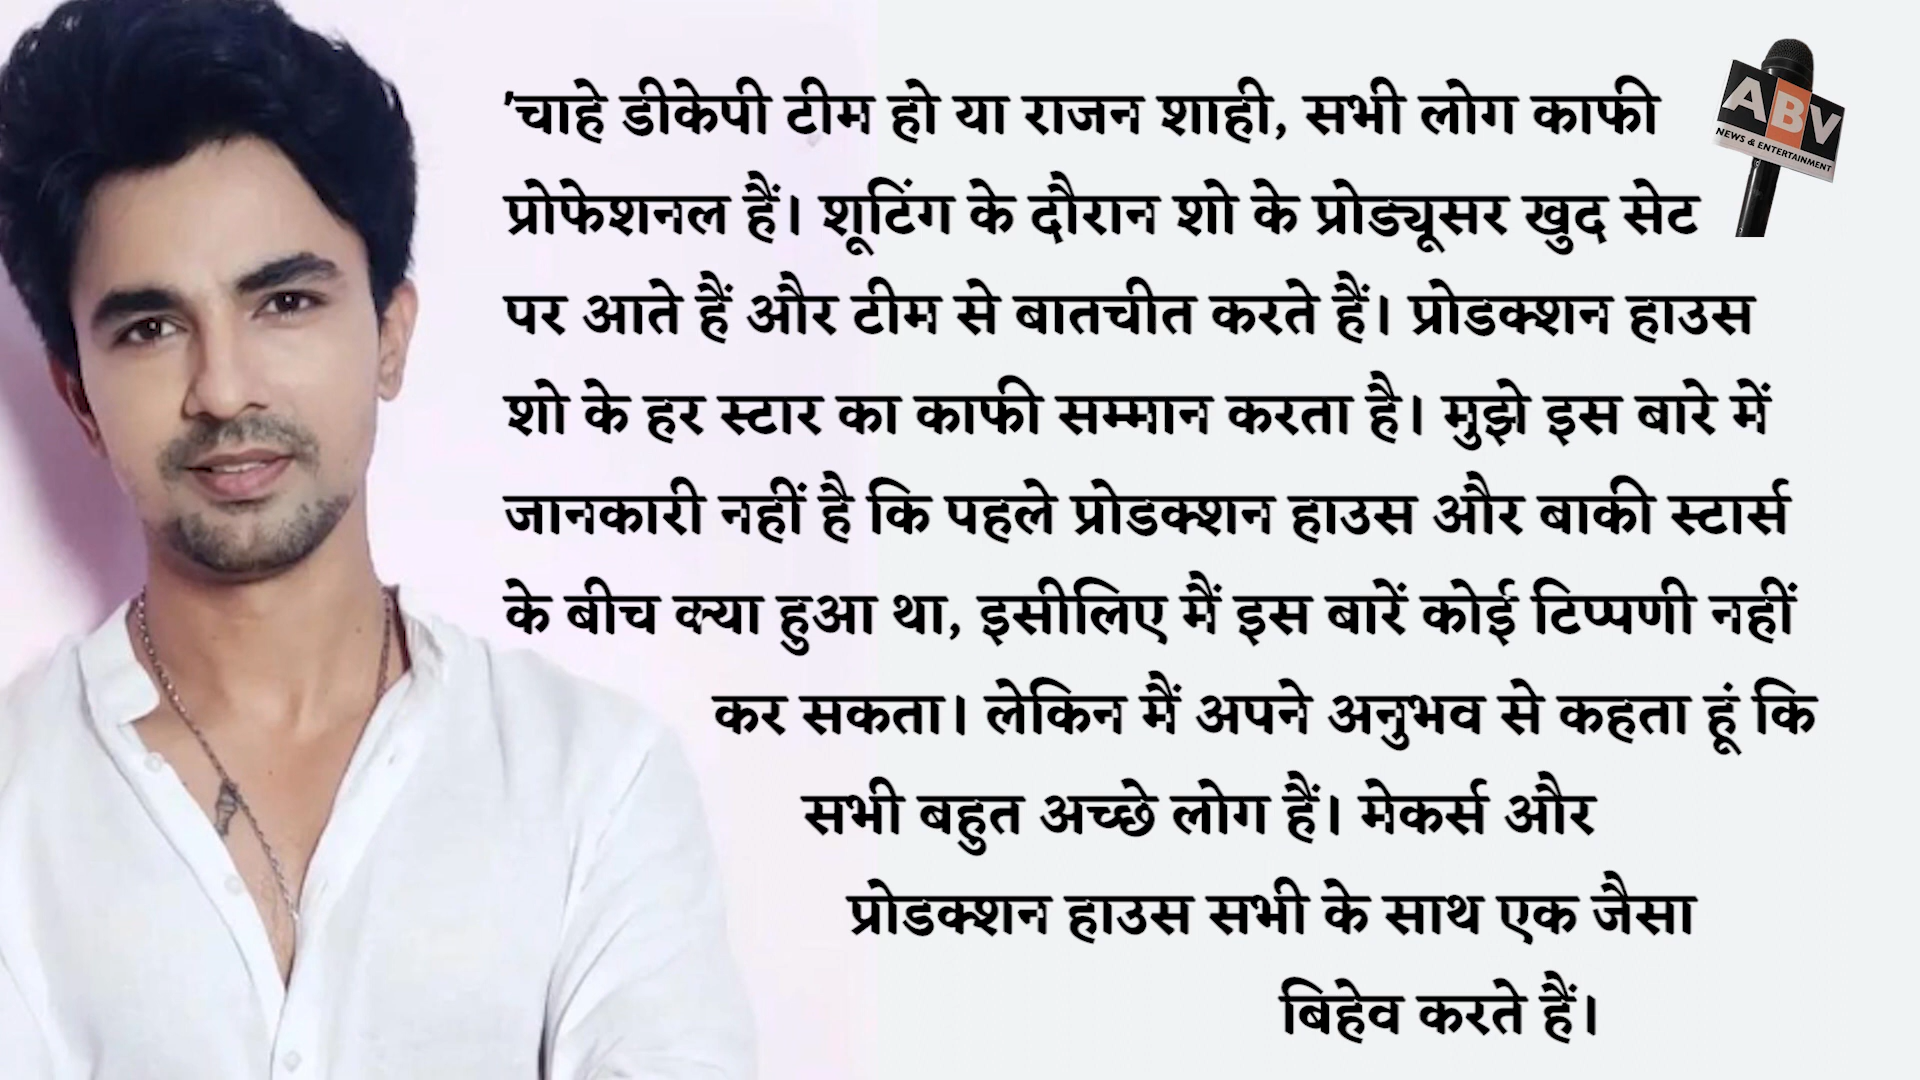 'चाहे डीकेपी टीम हो या राजन शाही, सभी लोग काफी
प्रोफेशनल हैं। शूटिंग के दौरान शो के प्रोड्यूसर खुद सेट
पर आते हैं और टीम से बातचीत करते हैं। प्रोडक्शन हाउस
शो के हर स्टार का काफी सम्मान करता है। मुझे इस बारे में
जानकारी नहीं है कि पहले प्रोडक्शन हाउस और बाकी स्टार्स
के बीच क्या हुआ था, इसीलिए मैं इस बारें कोई टिप्पणी नहीं
कर सकता। लेकिन मैं अपने अनुभव से कहता हूं कि
सभी बहुत अच्छे लोग हैं। मेकर्स और
प्रोडक्शन हाउस सभी के साथ एक जैसा
बिहेव करते हैं।
ABV
NEWS & ENTERTAINMENT